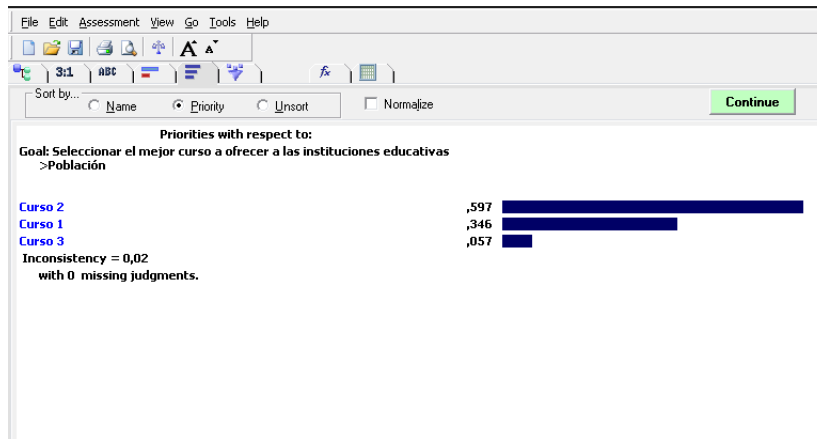 File Edit Assessment View Go Tools Help
A A
3:1 ABC fx
Sort by...
Name Priority Unsort Normalize Continue
Priorities with respect to:
Goal: Seleccionar el mejor curso a ofrecer a las instituciones educativas
>Población
Curso 2 ,597
Curso 1 ,346
Curso 3 ,057
Inconsistency = 0,02
with 0 missing judgments.